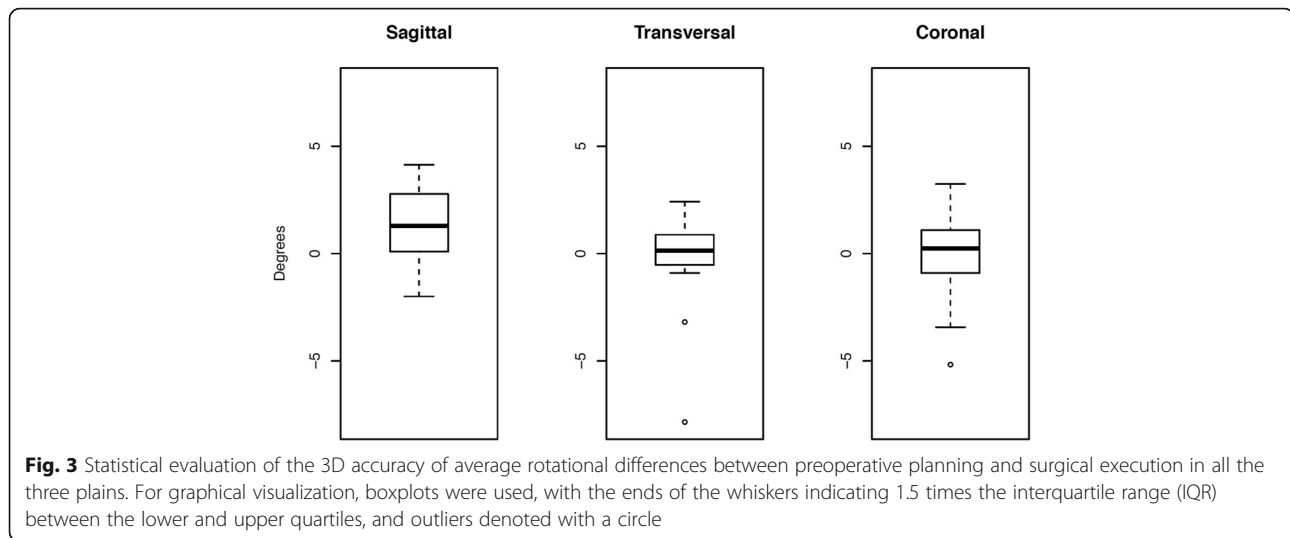 Sagittal
Transversal
Coronal
Degrees
5
0
−5
5
0
−5
5
0
−5
Fig. 3 Statistical evaluation of the 3D accuracy of average rotational differences between preoperative planning and surgical execution in all the
three plains. For graphical visualization, boxplots were used, with the ends of the whiskers indicating 1.5 times the interquartile range (IQR)
between the lower and upper quartiles, and outliers denoted with a circle